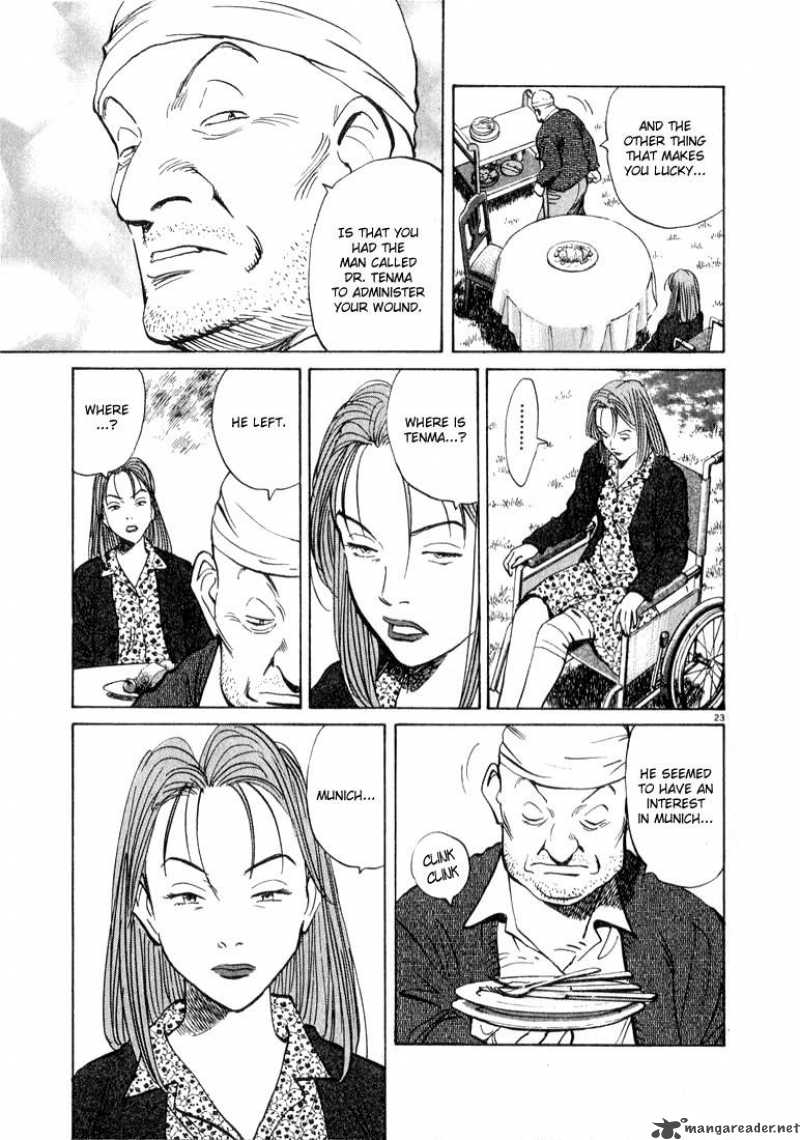 AND THE
OTHER THING
THAT MAKES
YOU LUCKY...
IS THAT YOU
HAD THE
MAN CALLED
DR. TENMA
TO ADMINISTER
YOUR WOUND.
.......
WHERE IS
TENMA...?
HE LEFT.
WHERE
...?
23
HE SEEMED
TO HAVE AN
INTEREST
IN MUNICH...
CLINK
CLINK
MUNICH...
mangareader.net